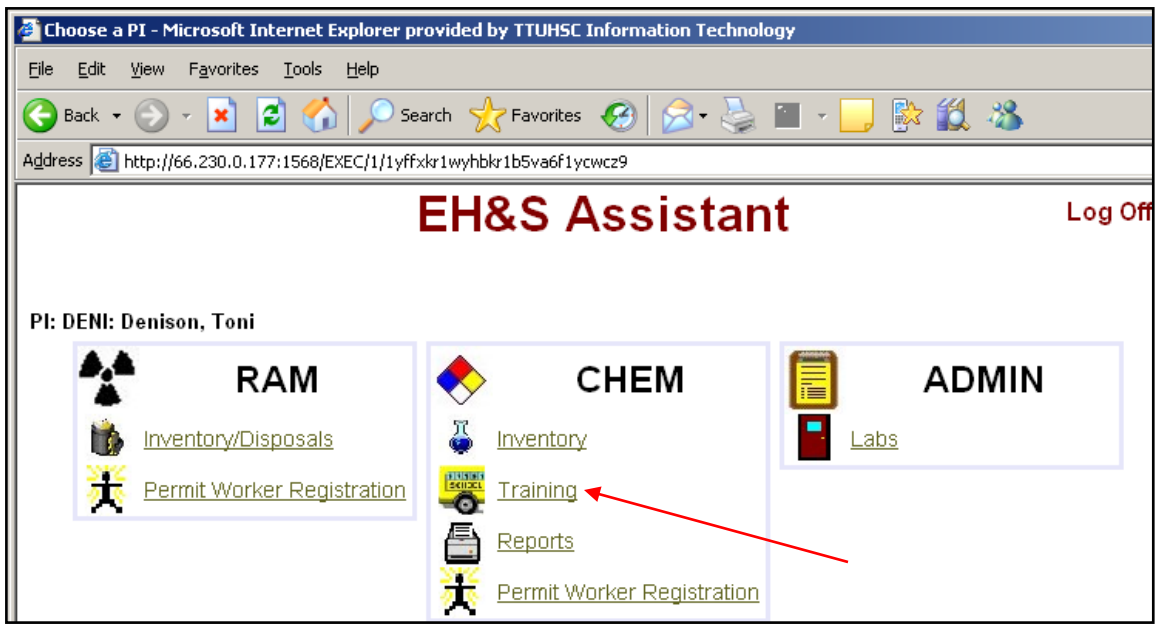 Choose a PI - Microsoft Internet Explorer provided by TTUHSC Information Technology
File Edit View Favorites Tools Help
Back Search Favorites
Address http://66.230.0.177:1568/EXEC/1/1yffxkr1wyhbkr1b5va6f1ycwcz9
EH&S Assistant Log Off
PI: DENI: Denison, Toni
RAM
Inventory/Disposals
Permit Worker Registration
CHEM
Inventory
SCHOOL
Training
Reports
Permit Worker Registration
ADMIN
Labs